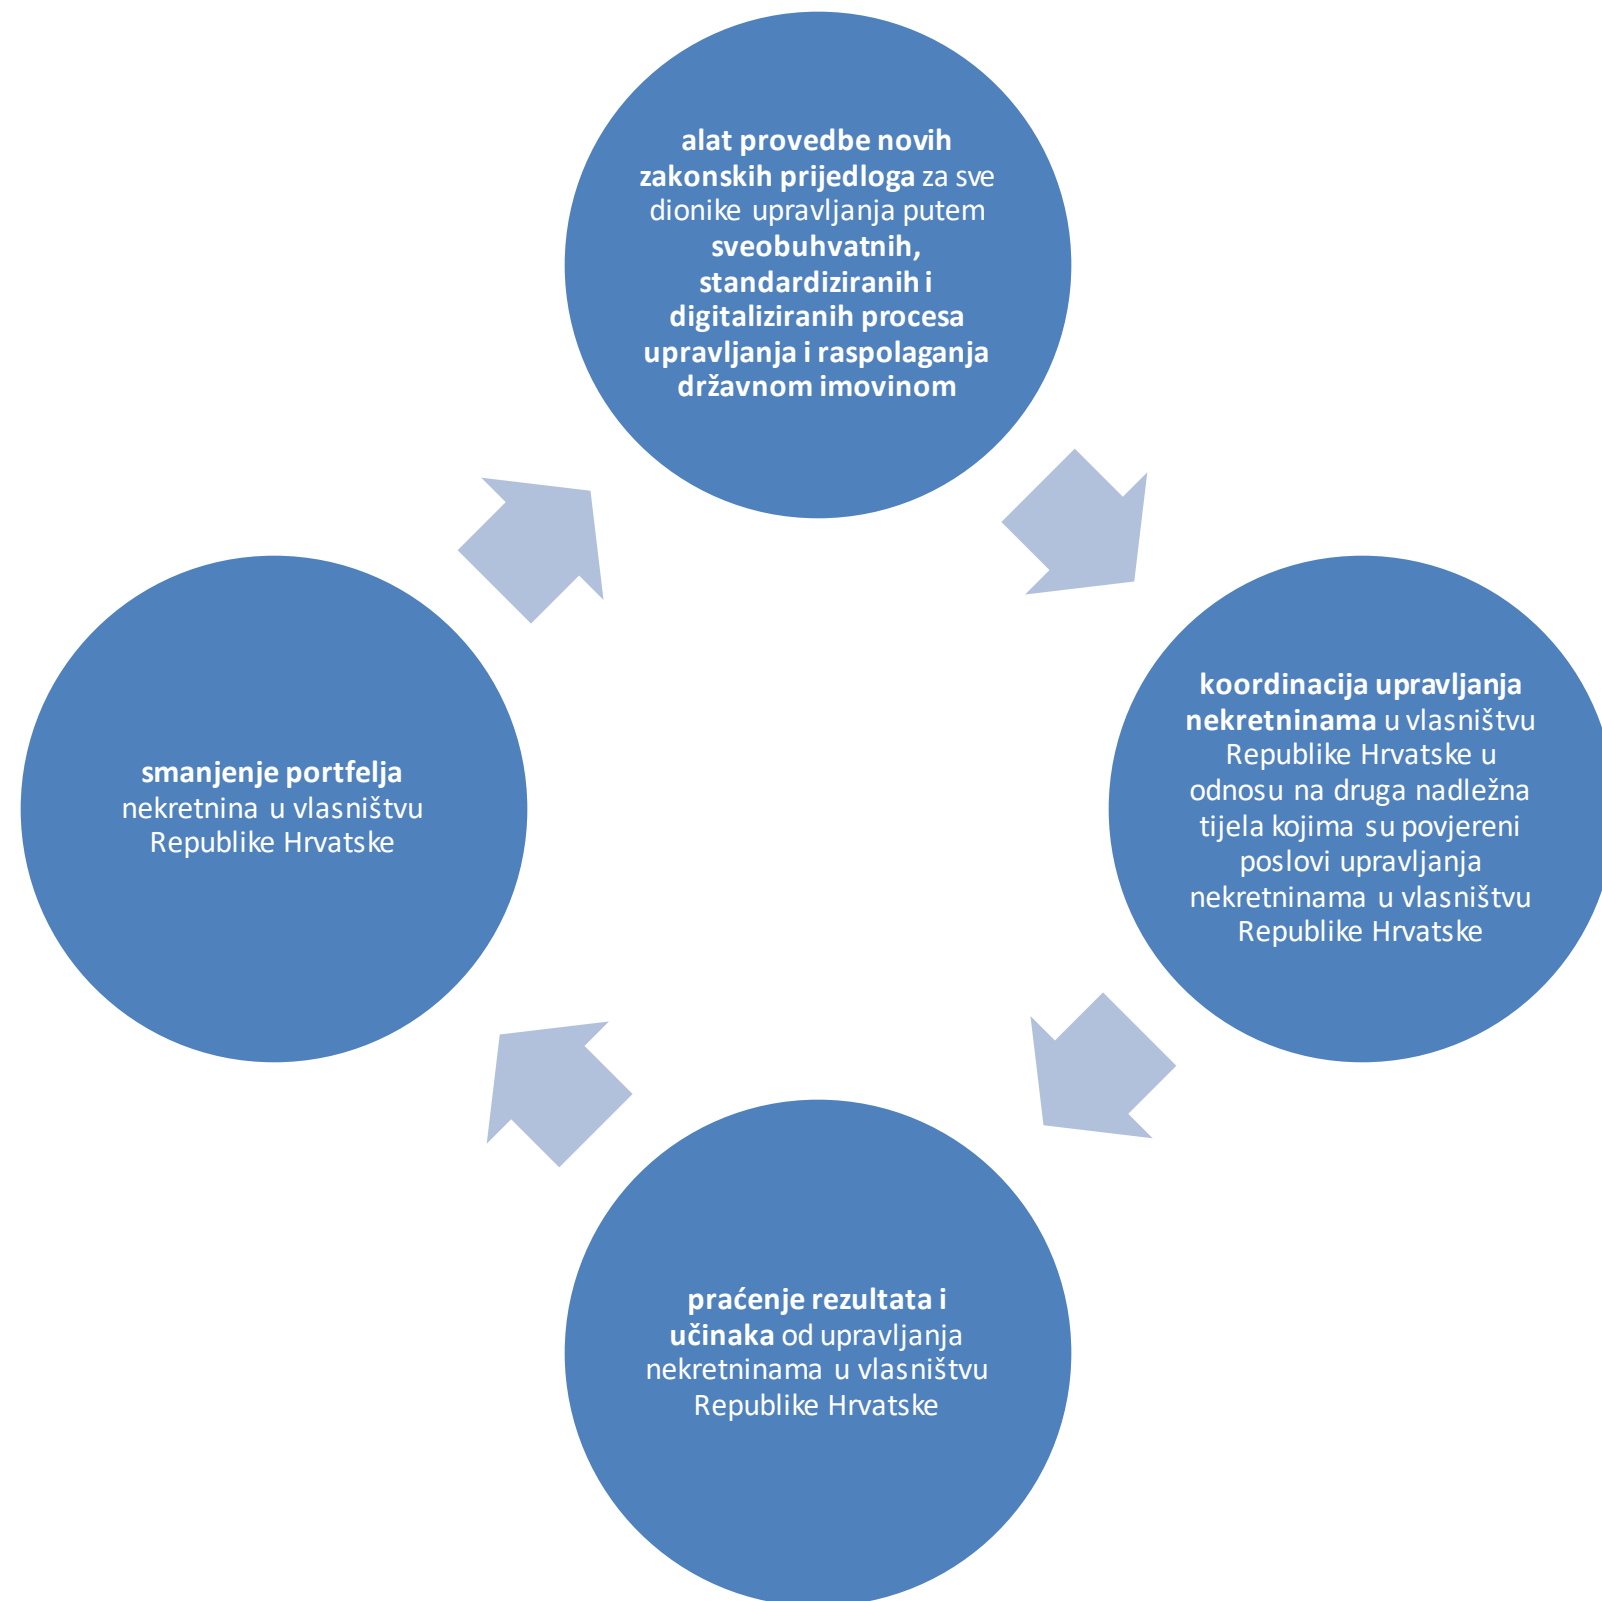 alat provedbe novih
zakonskih prijedloga za sve
dionike upravljanja putem
sveobuhvatnih,
standardiziranih i
digitaliziranih procesa
upravljanja i raspolaganja
državnom imovinom
koordinacija upravljanja
nekretninama u vlasništvu
Republike Hrvatske u
odnosu na druga nadležna
tijela kojima su povjereni
poslovi upravljanja
nekretninama u vlasništvu
Republike Hrvatske
praćenje rezultata i
učinaka od upravljanja
nekretninama u vlasništvu
Republike Hrvatske
smanjenje portfelja
nekretnina u vlasništvu
Republike Hrvatske